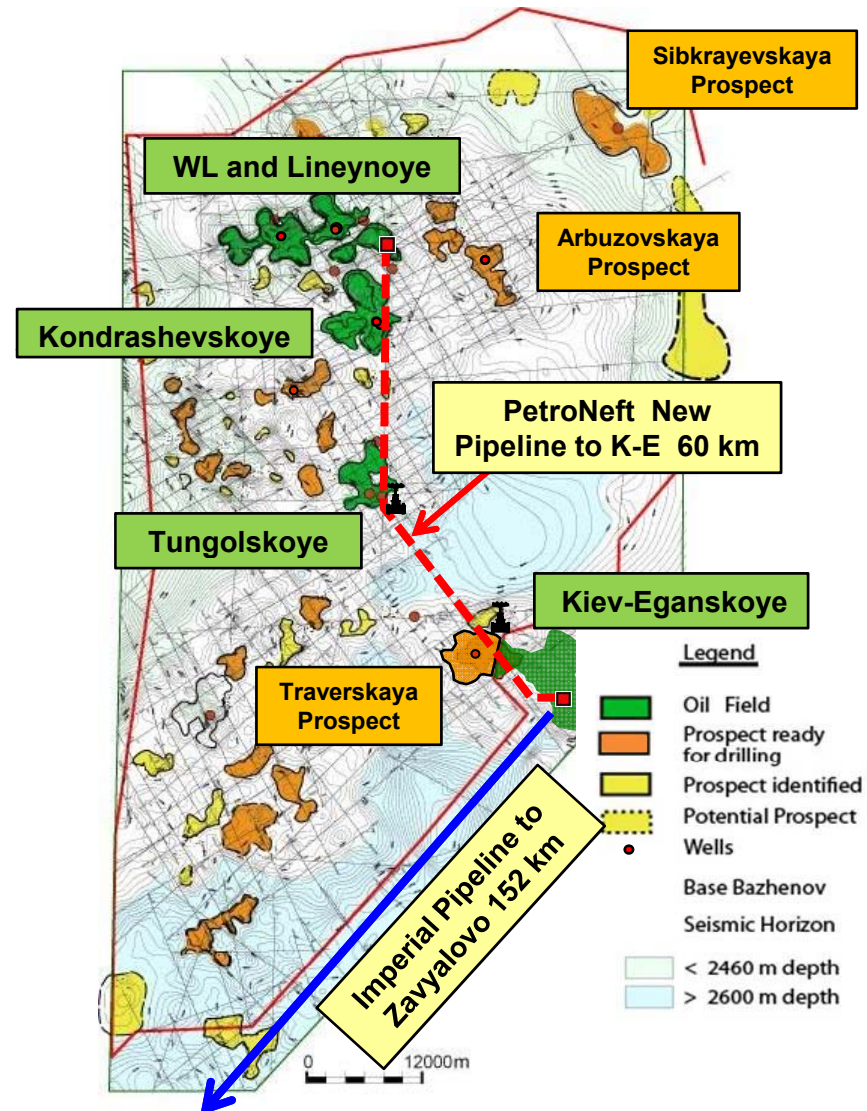 Sibkrayevskaya
Prospect
WL and Lineynoye
Arbuzovskaya
Prospect
Kondrashevskoye
PetroNeft New
Pipeline to K-E 60 km
Tungolskoye
Kiev-Eganskoye
Traverskaya
Prospect
Legend
Oil Field
Prospect ready
for drilling
Prospect identified
Potential Prospect
Wells
Base Bazhenov
Seismic Horizon
< 2460 m depth
> 2600 m depth
Imperial Pipeline to
Zavyalovo 152 km
0 12000m